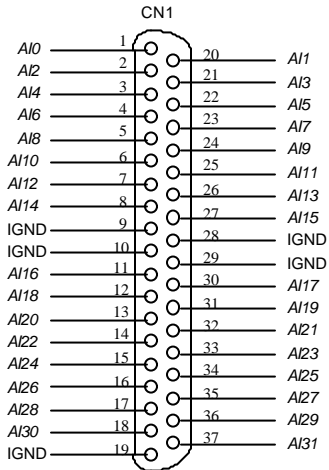 CN1
AI0 1
20 AI1
AI2 2
21 AI3
AI4 3
22 AI5
AI6 4
23 AI7
AI8 5
24 AI9
AI10 6
25 AI11
AI12 7
26 AI13
AI14 8
27 AI15
IGND 9
28 IGND
IGND 10
29 IGND
AI16 11
30 AI17
AI18 12
31 AI19
AI20 13
32 AI21
AI22 14
33 AI23
AI24 15
34 AI25
AI26 16
35 AI27
AI28 17
36 AI29
AI30 18
37 AI31
IGND 19